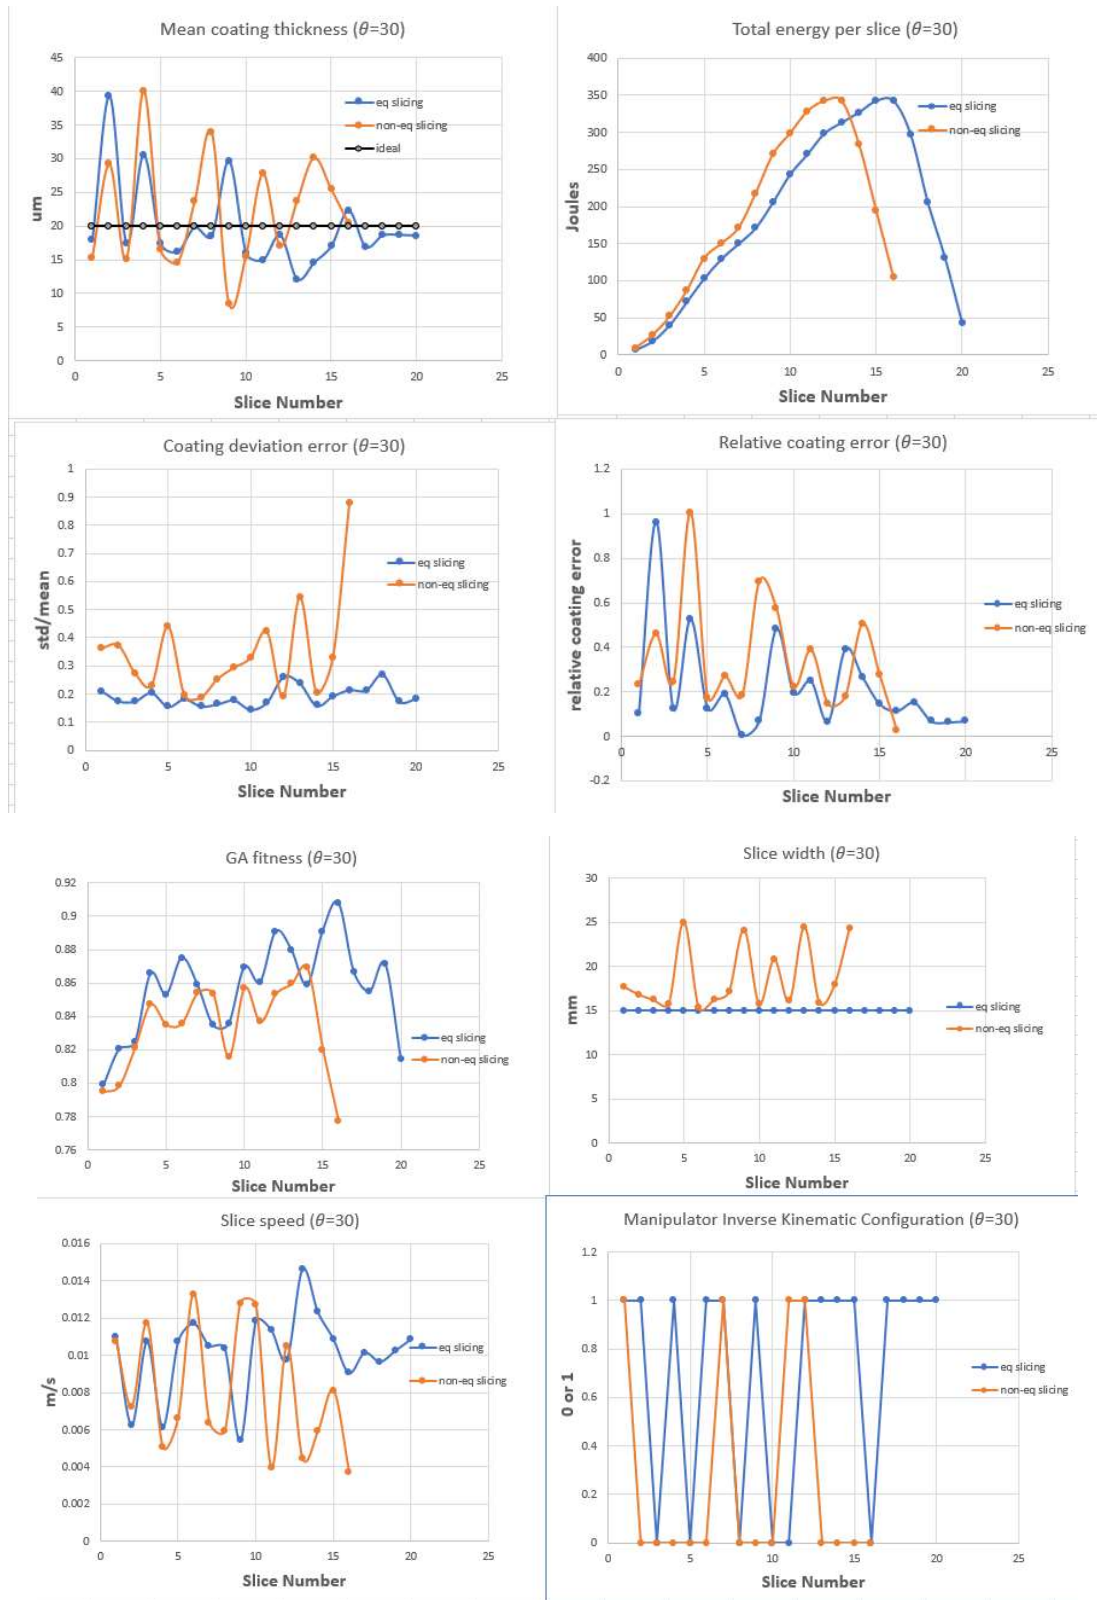 Mean coating thickness (θ=30)
45
40
35
30
25
20
15
10
5
0
um
eq slicing
non-eq slicing
ideal
0 5 10 15 20 25
Slice Number
Total energy per slice (θ=30)
400
350
300
250
200
150
100
50
0
Joules
eq slicing
non-eq slicing
0 5 10 15 20 25
Slice Number
Coating deviation error (θ=30)
1
0.9
0.8
0.7
0.6
0.5
0.4
0.3
0.2
0.1
0
std/mean
eq slicing
non-eq slicing
0 5 10 15 20 25
Slice Number
Relative coating error (θ=30)
1.2
1
0.8
0.6
0.4
0.2
0
-0.2
relative coating error
eq slicing
non-eq slicing
0 5 10 15 20 25
Slice Number
GA fitness (θ=30)
0.92
0.9
0.88
0.86
0.84
0.82
0.8
0.78
0.76
eq slicing
non-eq slicing
0 5 10 15 20 25
Slice Number
Slice width (θ=30)
30
25
20
15
10
5
0
mm
eq slicing
non-eq slicing
0 5 10 15 20 25
Slice Number
Slice speed (θ=30)
0.016
0.014
0.012
0.01
0.008
0.006
0.004
0.002
0
m/s
eq slicing
non-eq slicing
0 5 10 15 20 25
Slice Number
Manipulator Inverse Kinematic Configuration (θ=30)
1.2
1
0.8
0.6
0.4
0.2
0
0 or 1
eq slicing
non-eq slicing
0 5 10 15 20 25
Slice Number